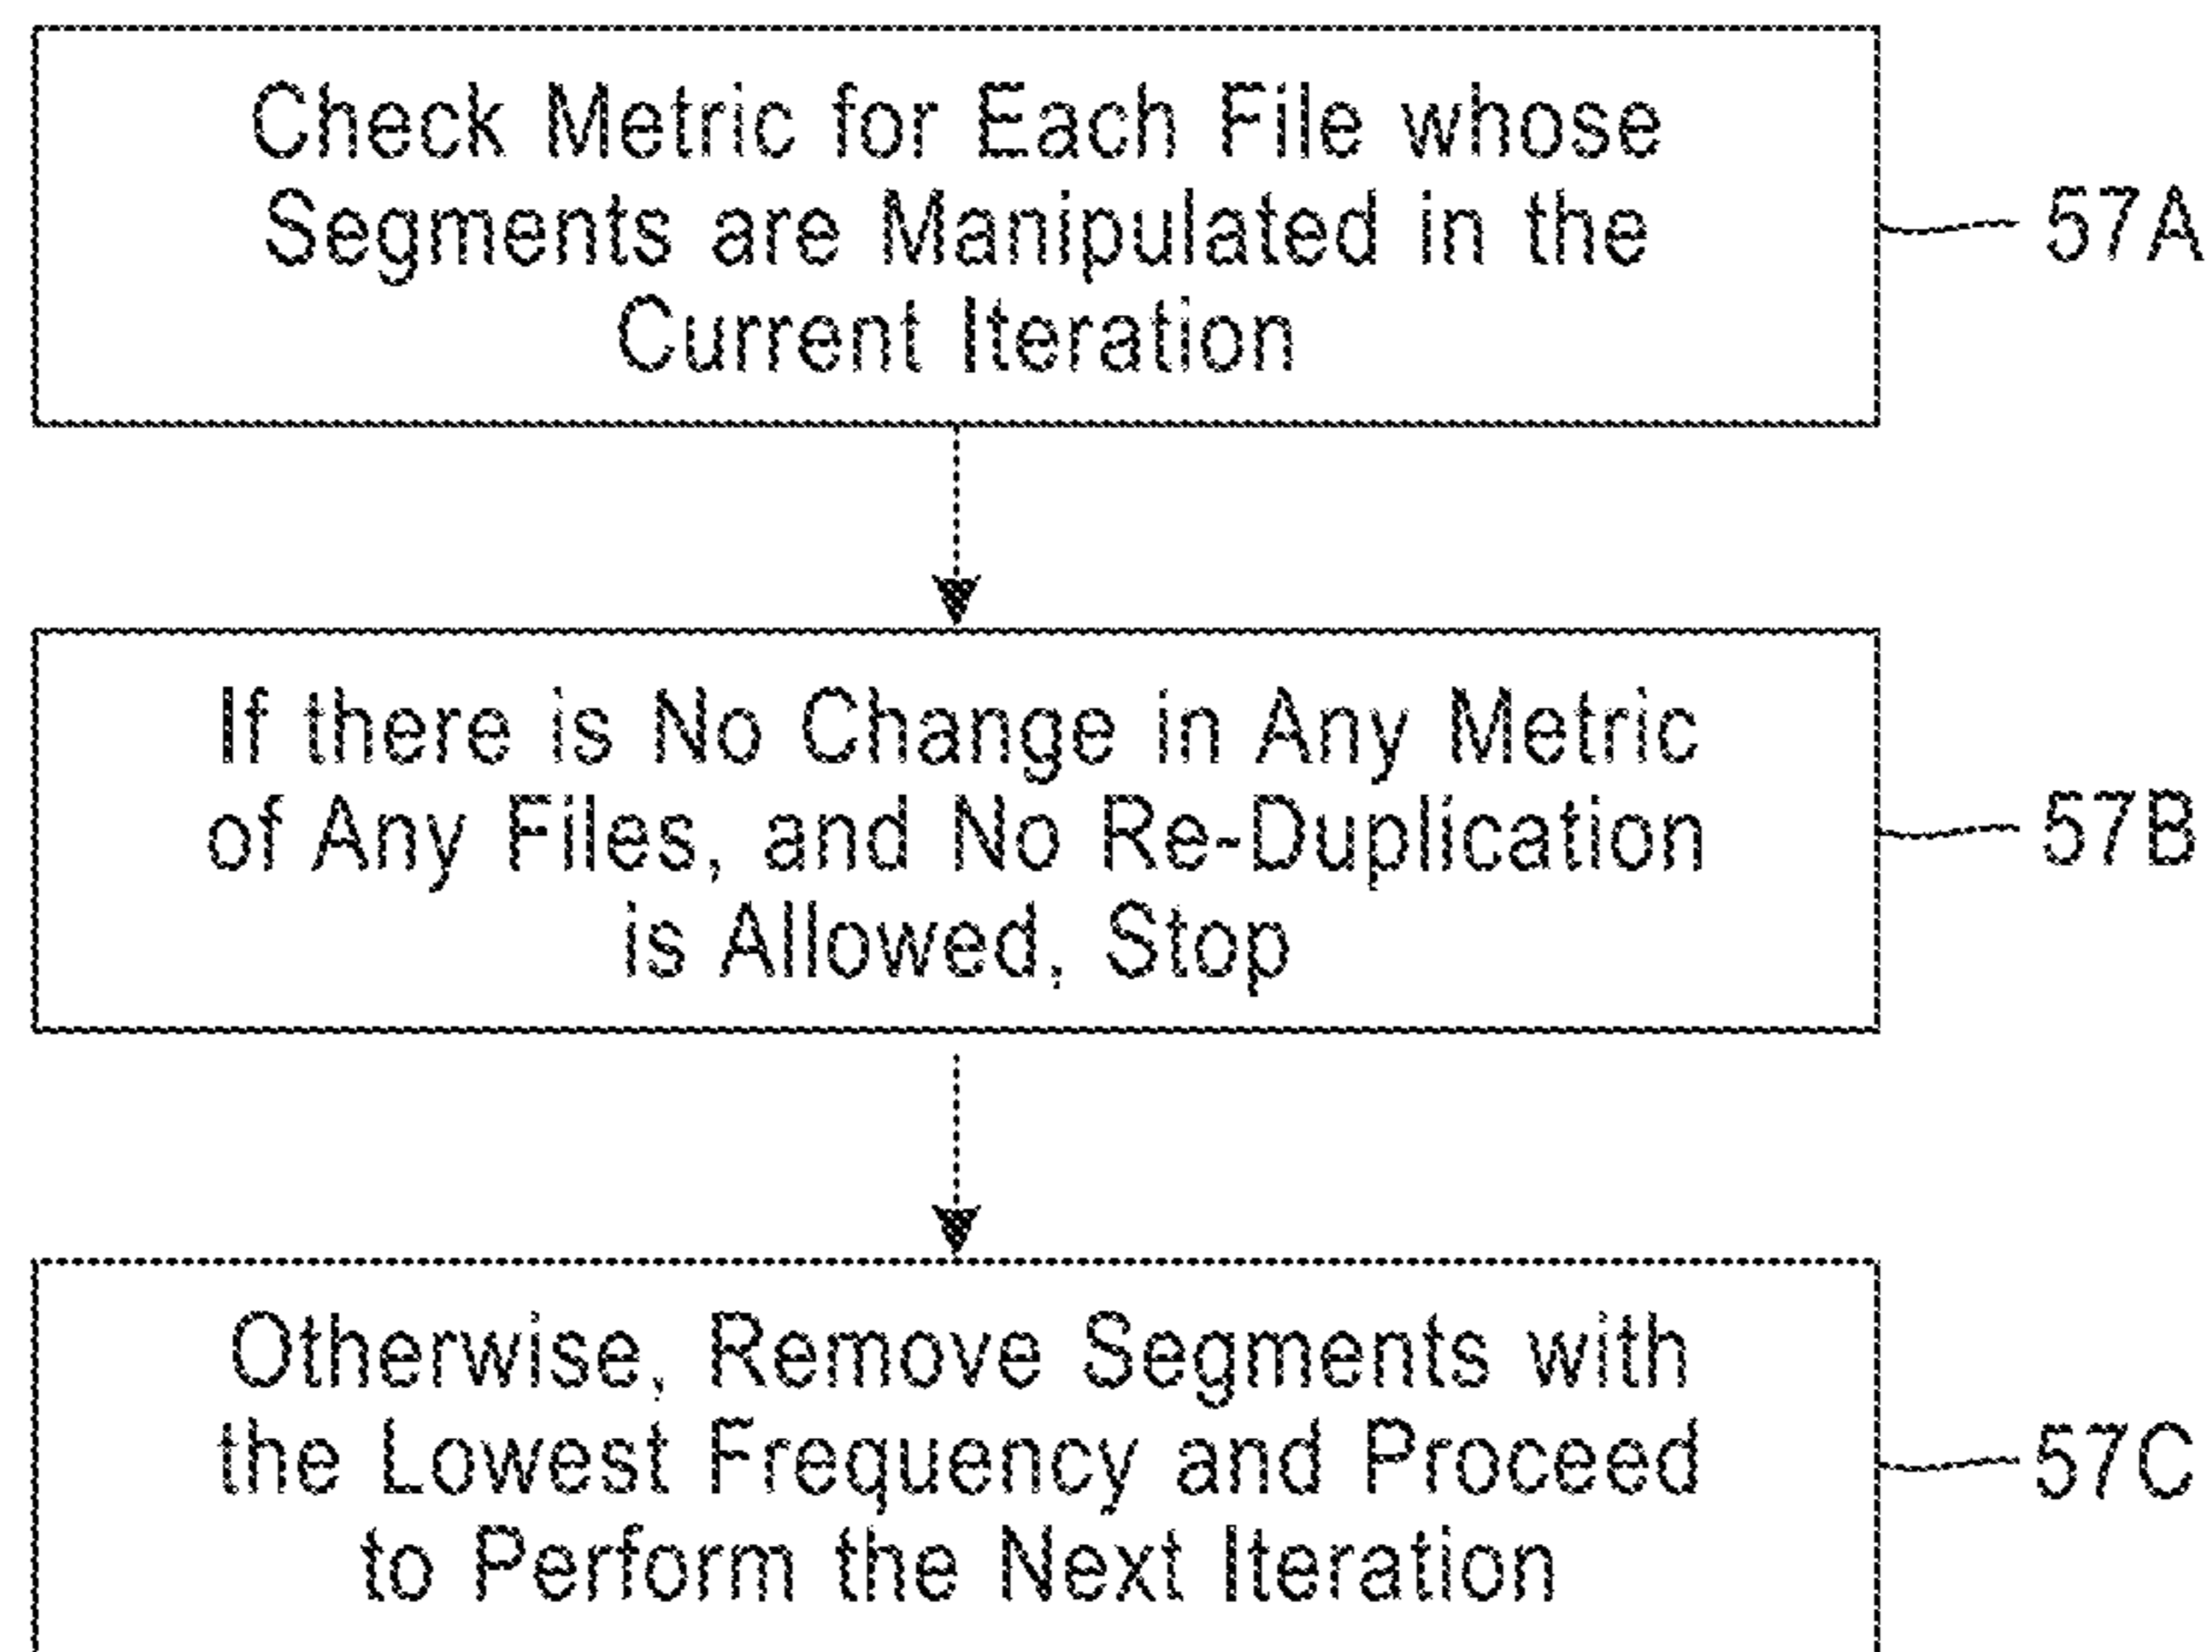 Check Metric for Each File whose
Segments are Manipulated in the
Current Iteration
57A
If there is No Change in Any Metric
of Any Files, and No Re-Duplication
is Allowed, Stop
57B
Otherwise, Remove Segments with
the Lowest Frequency and Proceed
to Perform the Next Iteration
57C